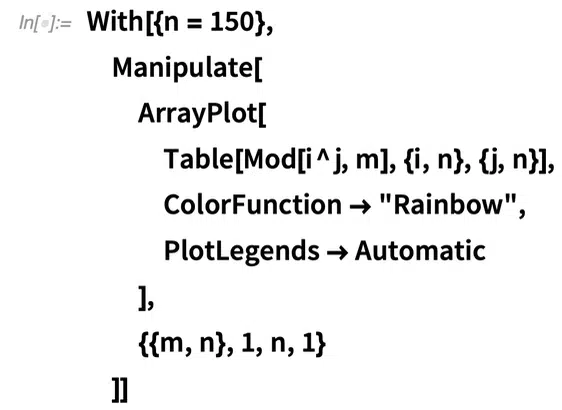 In[◦]:= With[{n = 150},
Manipulate[
ArrayPlot[
Table[Mod[i^j, m], {i, n}, {j, n}],
ColorFunction → "Rainbow",
PlotLegends → Automatic
],
{{m, n}, 1, n, 1}
]]